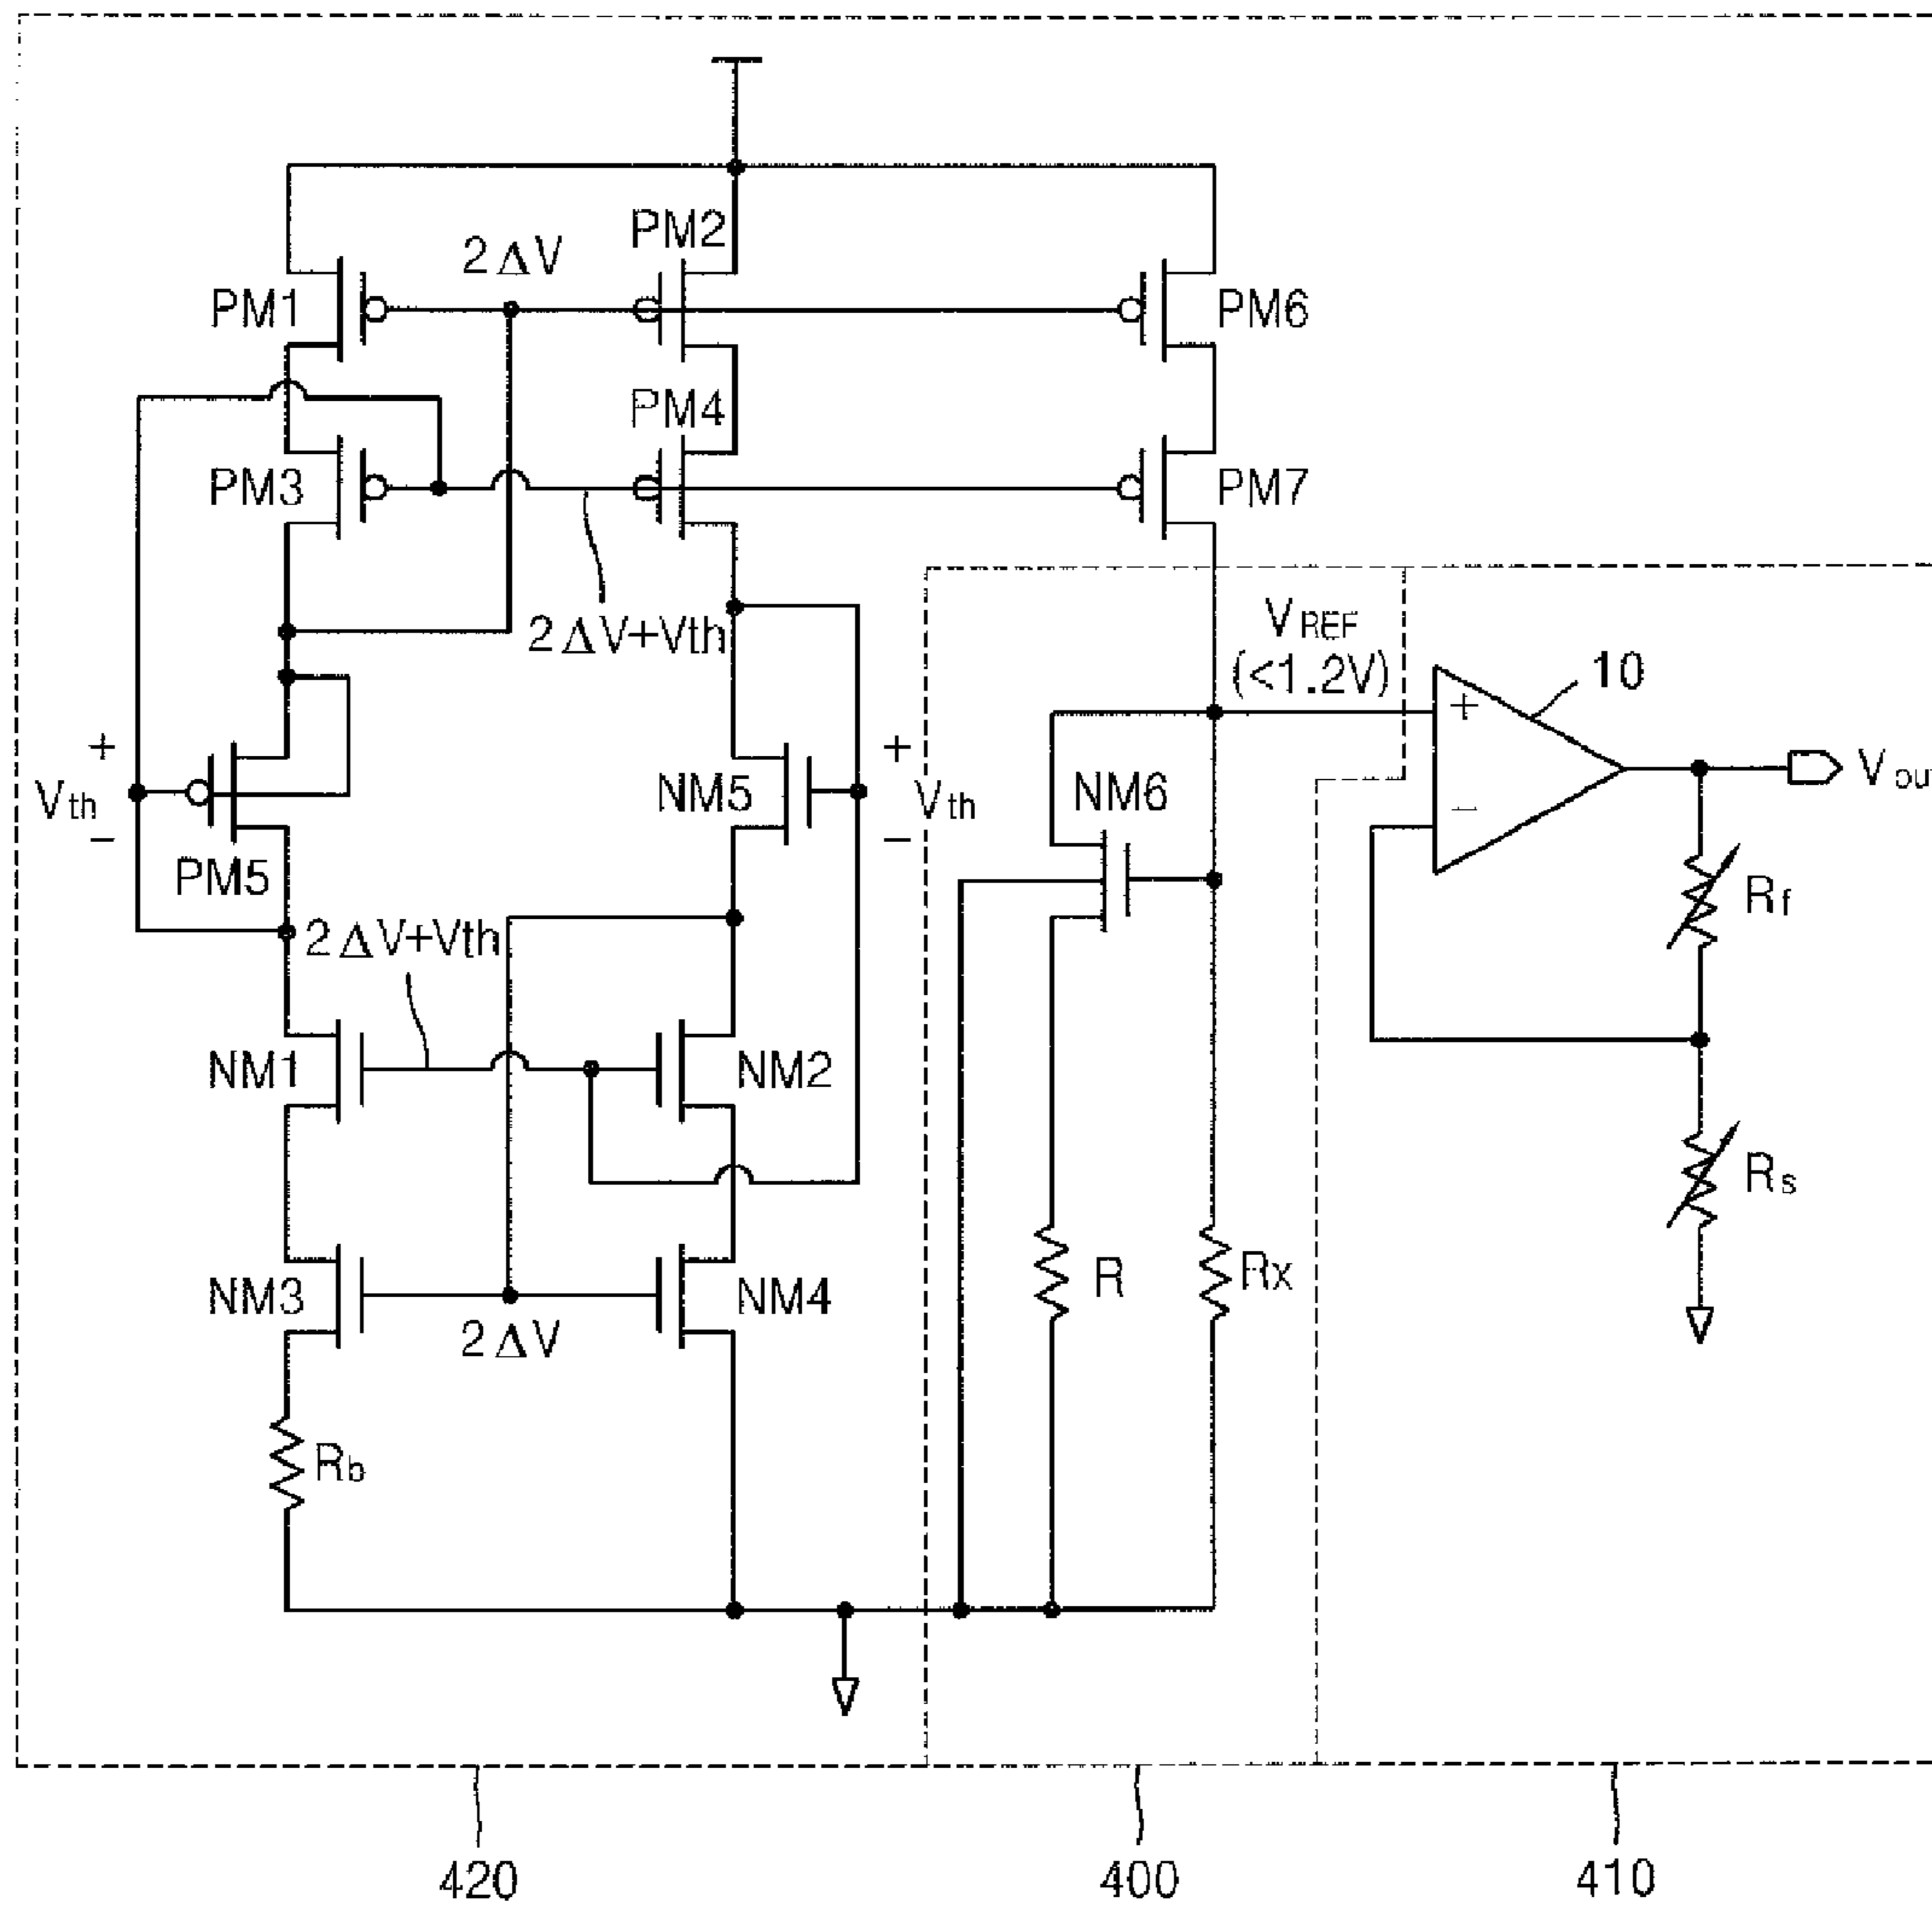 PM2
2ΔV
PM1
PM6
PM4
PM3
PM7
2ΔV+Vth
VREF
(<1.2V)
10
+
+
+
Vth
NM5
Vth
NM6
−
Vout
−
−
PM5
Rf
2ΔV+Vth
NM1
NM2
Rs
NM3
NM4
R
Rx
2ΔV
Rb
420
400
410